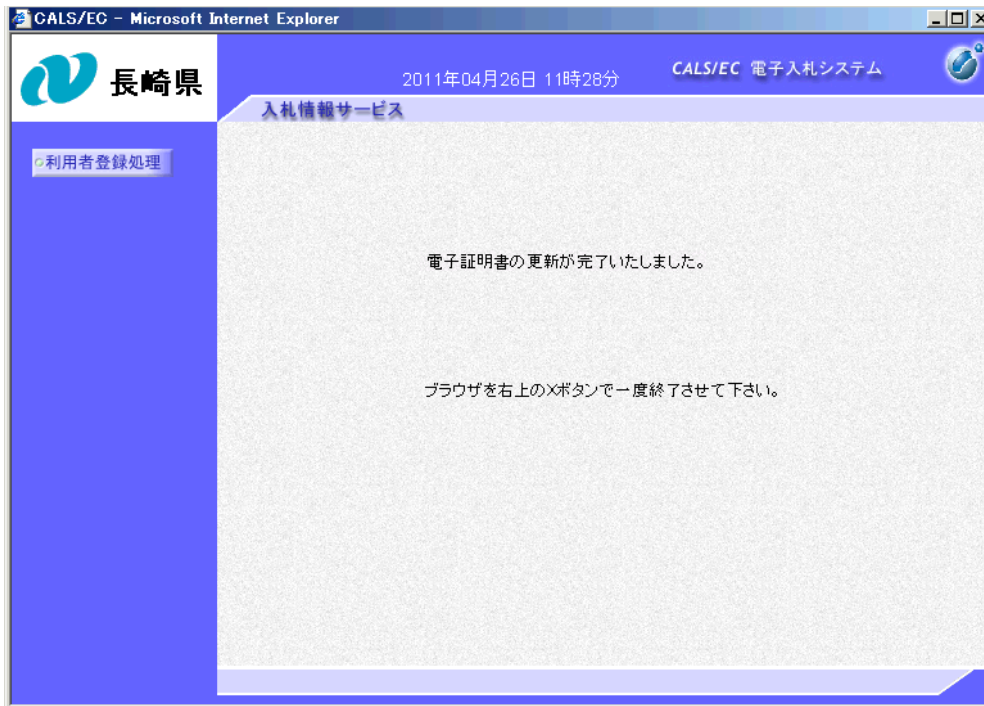 CALS/EC - Microsoft Internet Explorer
長崎県
2011年04月26日 11時28分
CALS/EC 電子入札システム
入札情報サービス
利用者登録処理
電子証明書の更新が完了いたしました。
ブラウザを右上の×ボタンで一度終了させて下さい。